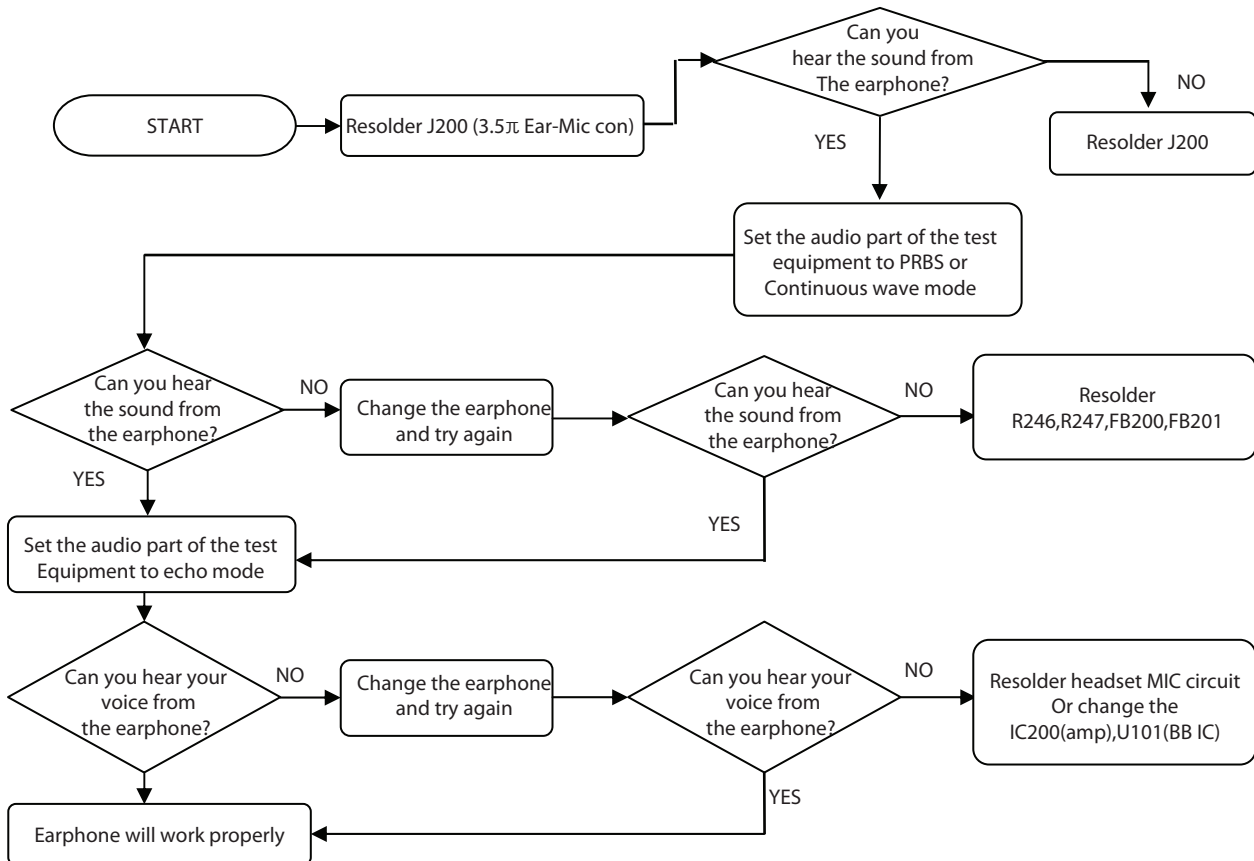 START
Resolder J200 (3.5π Ear-Mic con)
Can you
hear the sound from
The earphone?
NO
Resolder J200
YES
Set the audio part of the test
equipment to PRBS or
Continuous wave mode
Can you hear
the sound from
the earphone?
NO
Change the earphone
and try again
Can you hear
the sound from
the earphone?
NO
Resolder
R246,R247,FB200,FB201
YES
YES
Set the audio part of the test
Equipment to echo mode
Can you hear your
voice from
the earphone?
NO
Change the earphone
and try again
Can you hear your
voice from
the earphone?
NO
Resolder headset MIC circuit
Or change the
IC200(amp),U101(BB IC)
YES
Earphone will work properly